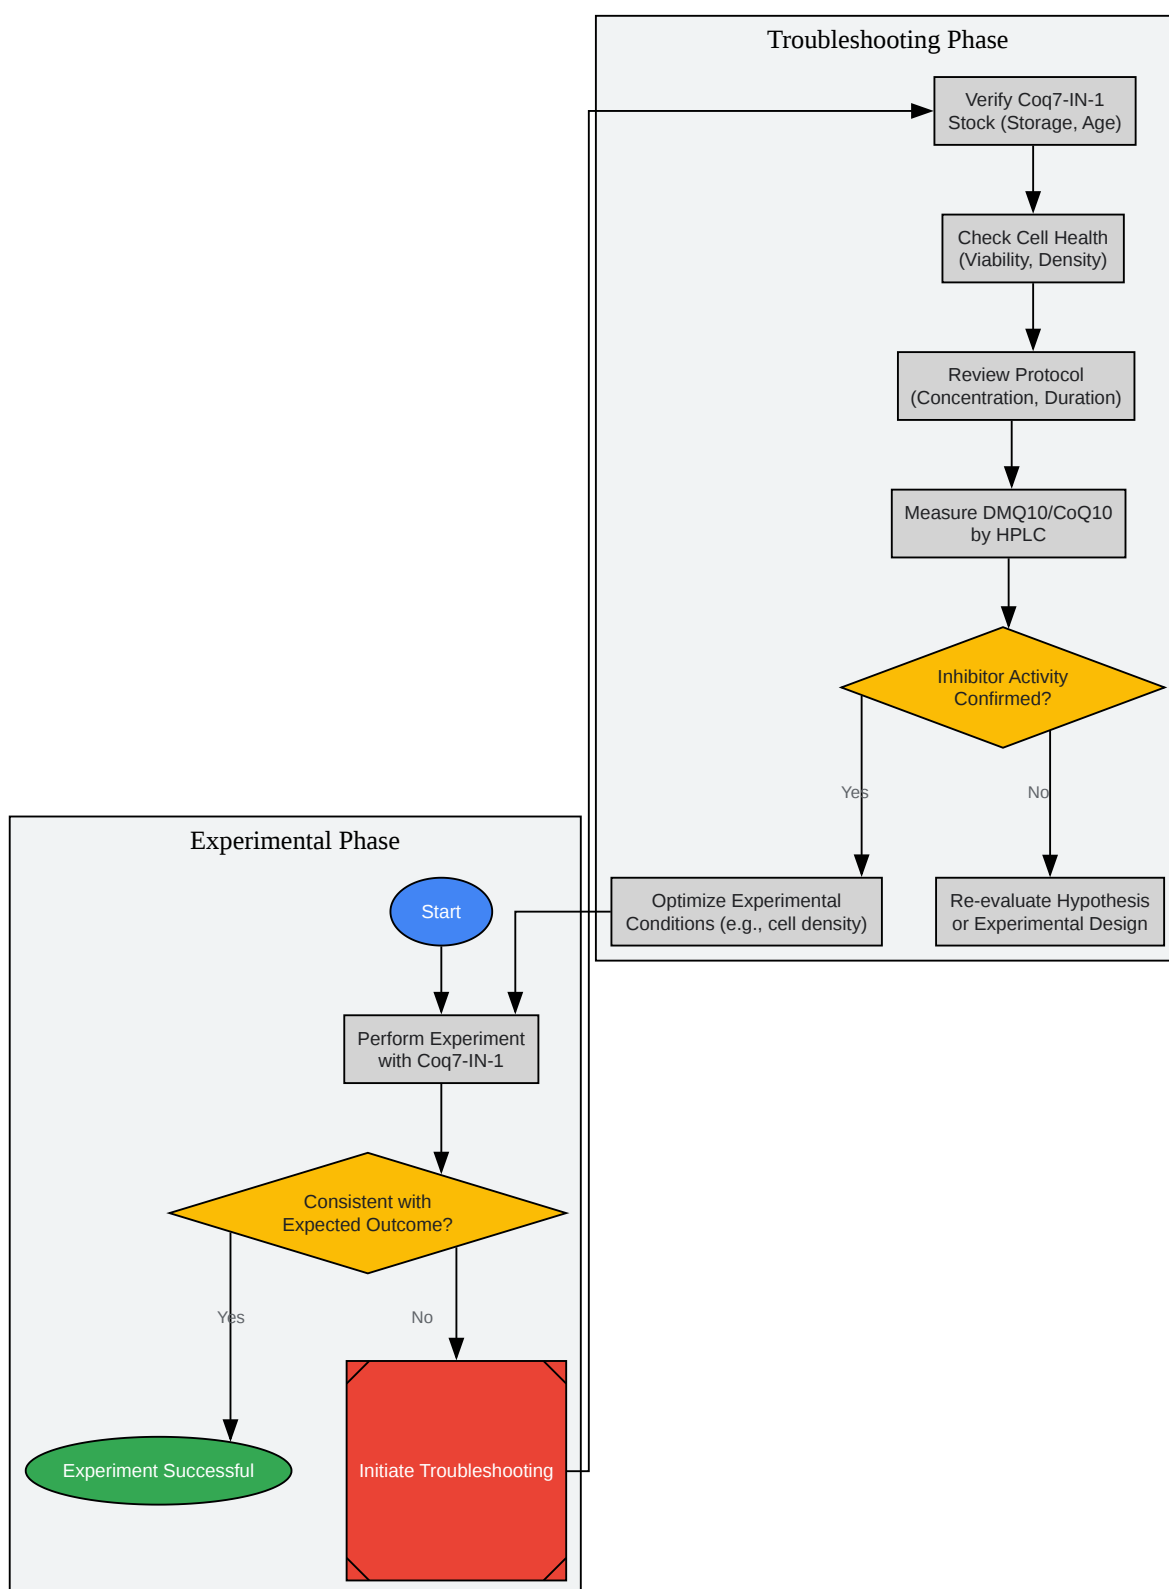 Troubleshooting Phase
Verify Coq7-IN-1
Stock (Storage, Age)
Check Cell Health
(Viability, Density)
Review Protocol
(Concentration, Duration)
Measure DMQ10/CoQ10
by HPLC
Inhibitor Activity
Confirmed?
Yes
No
Optimize Experimental
Conditions (e.g., cell density)
Re-evaluate Hypothesis
or Experimental Design
Experimental Phase
Start
Perform Experiment
with Coq7-IN-1
Consistent with
Expected Outcome?
Yes
No
Experiment Successful
Initiate Troubleshooting